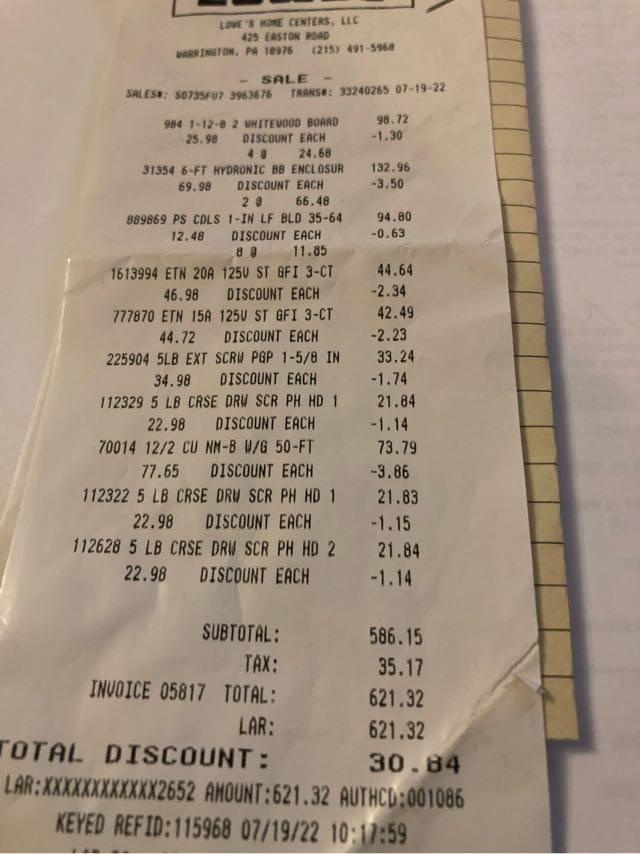 LOWE'S HOME CENTERS, LLC
425 EASTON ROAD
WARRINGTON, PA 18976 (215) 491-5960
- SALE -
SALES#: S0735FU7 3963676 TRANS#: 33240265 07-19-22
984 1-12-8 2 WHITEWOOD BOARD 98.72
25.98 DISCOUNT EACH -1.30
4 @ 24.68
31354 6-FT HYDRONIC BB ENCLOSUR 132.96
69.98 DISCOUNT EACH -3.50
2 @ 66.48
889869 PS CDLS 1-IN LF BLD 35-64 94.80
12.48 DISCOUNT EACH -0.63
8 @ 11.85
1613994 ETN 20A 125V ST GFI 3-CT 44.64
46.98 DISCOUNT EACH -2.34
777870 ETN 15A 125V ST GFI 3-CT 42.49
44.72 DISCOUNT EACH -2.23
225904 5LB EXT SCRW PGP 1-5/8 IN 33.24
34.98 DISCOUNT EACH -1.74
112329 5 LB CRSE DRW SCR PH HD 1 21.84
22.98 DISCOUNT EACH -1.14
70014 12/2 CU NM-B W/G 50-FT 73.79
77.65 DISCOUNT EACH -3.86
112322 5 LB CRSE DRW SCR PH HD 1 21.83
22.98 DISCOUNT EACH -1.15
112628 5 LB CRSE DRW SCR PH HD 2 21.84
22.98 DISCOUNT EACH -1.14
SUBTOTAL: 586.15
TAX: 35.17
INVOICE 05817 TOTAL: 621.32
LAR: 621.32
TOTAL DISCOUNT: 30.84
LAR:XXXXXXXXXXXX2652 AMOUNT:621.32 AUTHCD:001086
KEYED REFID:115968 07/19/22 10:17:59